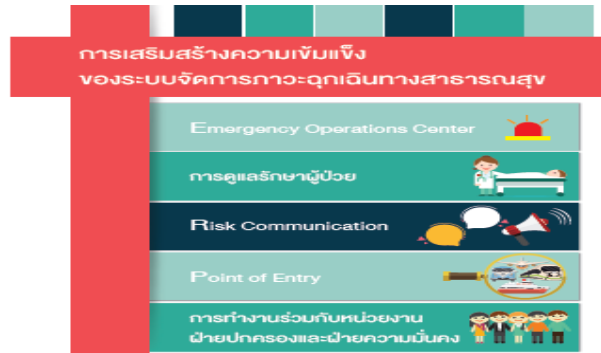 การเสริมสร้างความเข้มแข็ง
ของระบบจัดการภาวะฉุกเฉินทางสาธารณสุข
Emergency Operations Center
การดูแลรักษาผู้ป่วย
Risk Communication
Point of Entry
การทำงานร่วมกับหน่วยงาน
ฝ่ายปกครองและฝ่ายความมั่นคง